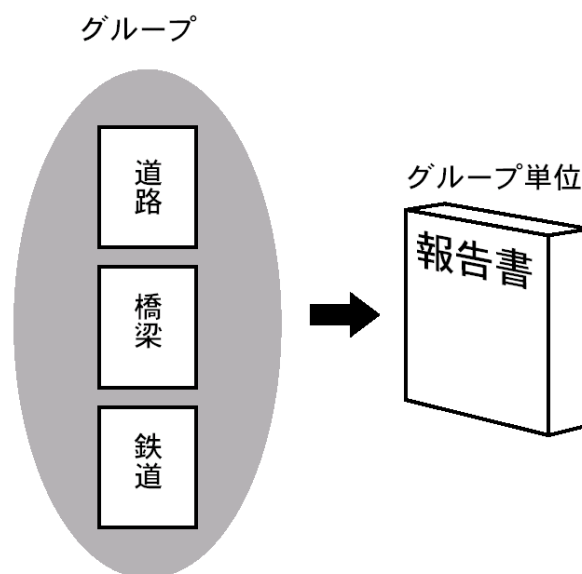 グループ
道路
橋梁
鉄道
グループ単位
報告書